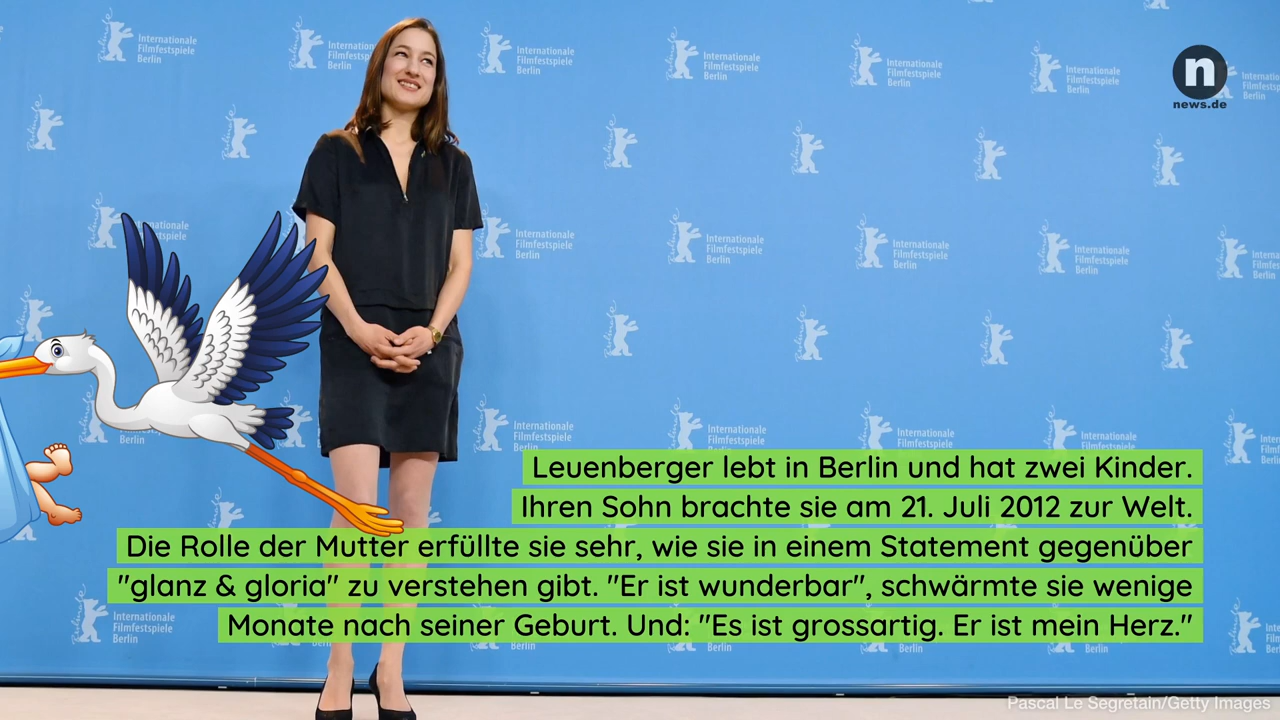 Internationale
Filmfestspiele
Berlin
n
news.de
Leuenberger lebt in Berlin und hat zwei Kinder.
Ihren Sohn brachte sie am 21. Juli 2012 zur Welt.
Die Rolle der Mutter erfüllte sie sehr, wie sie in einem Statement gegenüber
"glanz & gloria" zu verstehen gibt. "Er ist wunderbar", schwärmte sie wenige
Monate nach seiner Geburt. Und: "Es ist grossartig. Er ist mein Herz."
Pascal Le Segretain/Getty Images